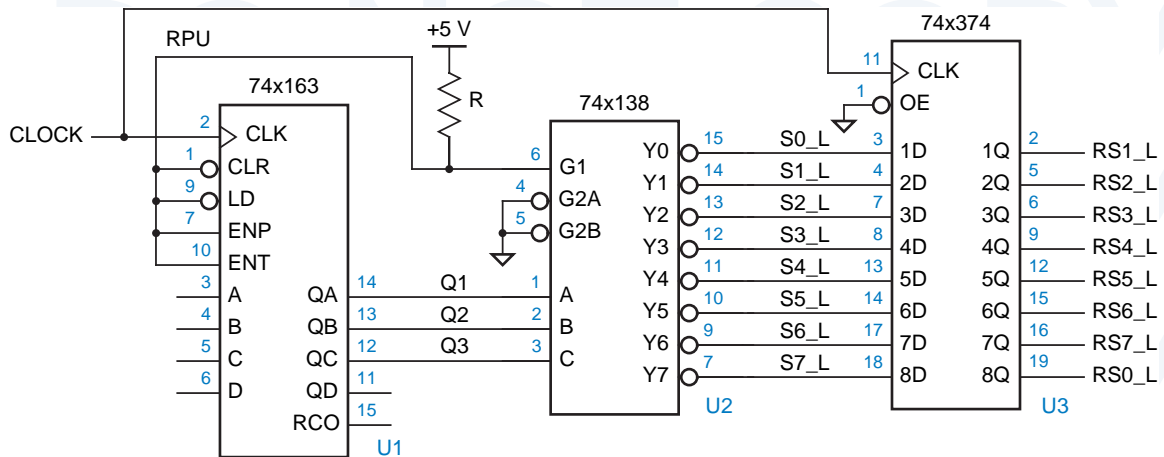 +5 V
RPU
R
CLOCK
74x163
2 CLK
1 CLR
9 LD
7 ENP
10 ENT
3 A
4 B
5 C
6 D
QA 14 Q1
QB 13 Q2
QC 12 Q3
QD 11
RCO 15
U1
74x138
6 G1
4 G2A
5 G2B
1 A
2 B
3 C
Y0 15 S0_L
Y1 14 S1_L
Y2 13 S2_L
Y3 12 S3_L
Y4 11 S4_L
Y5 10 S5_L
Y6 9 S6_L
Y7 7 S7_L
U2
74x374
11 CLK
1 OE
3 1D 1Q 2 RS1_L
4 2D 2Q 5 RS2_L
7 3D 3Q 6 RS3_L
8 4D 4Q 9 RS4_L
13 5D 5Q 12 RS5_L
14 6D 6Q 15 RS6_L
17 7D 7Q 16 RS7_L
18 8D 8Q 19 RS0_L
U3